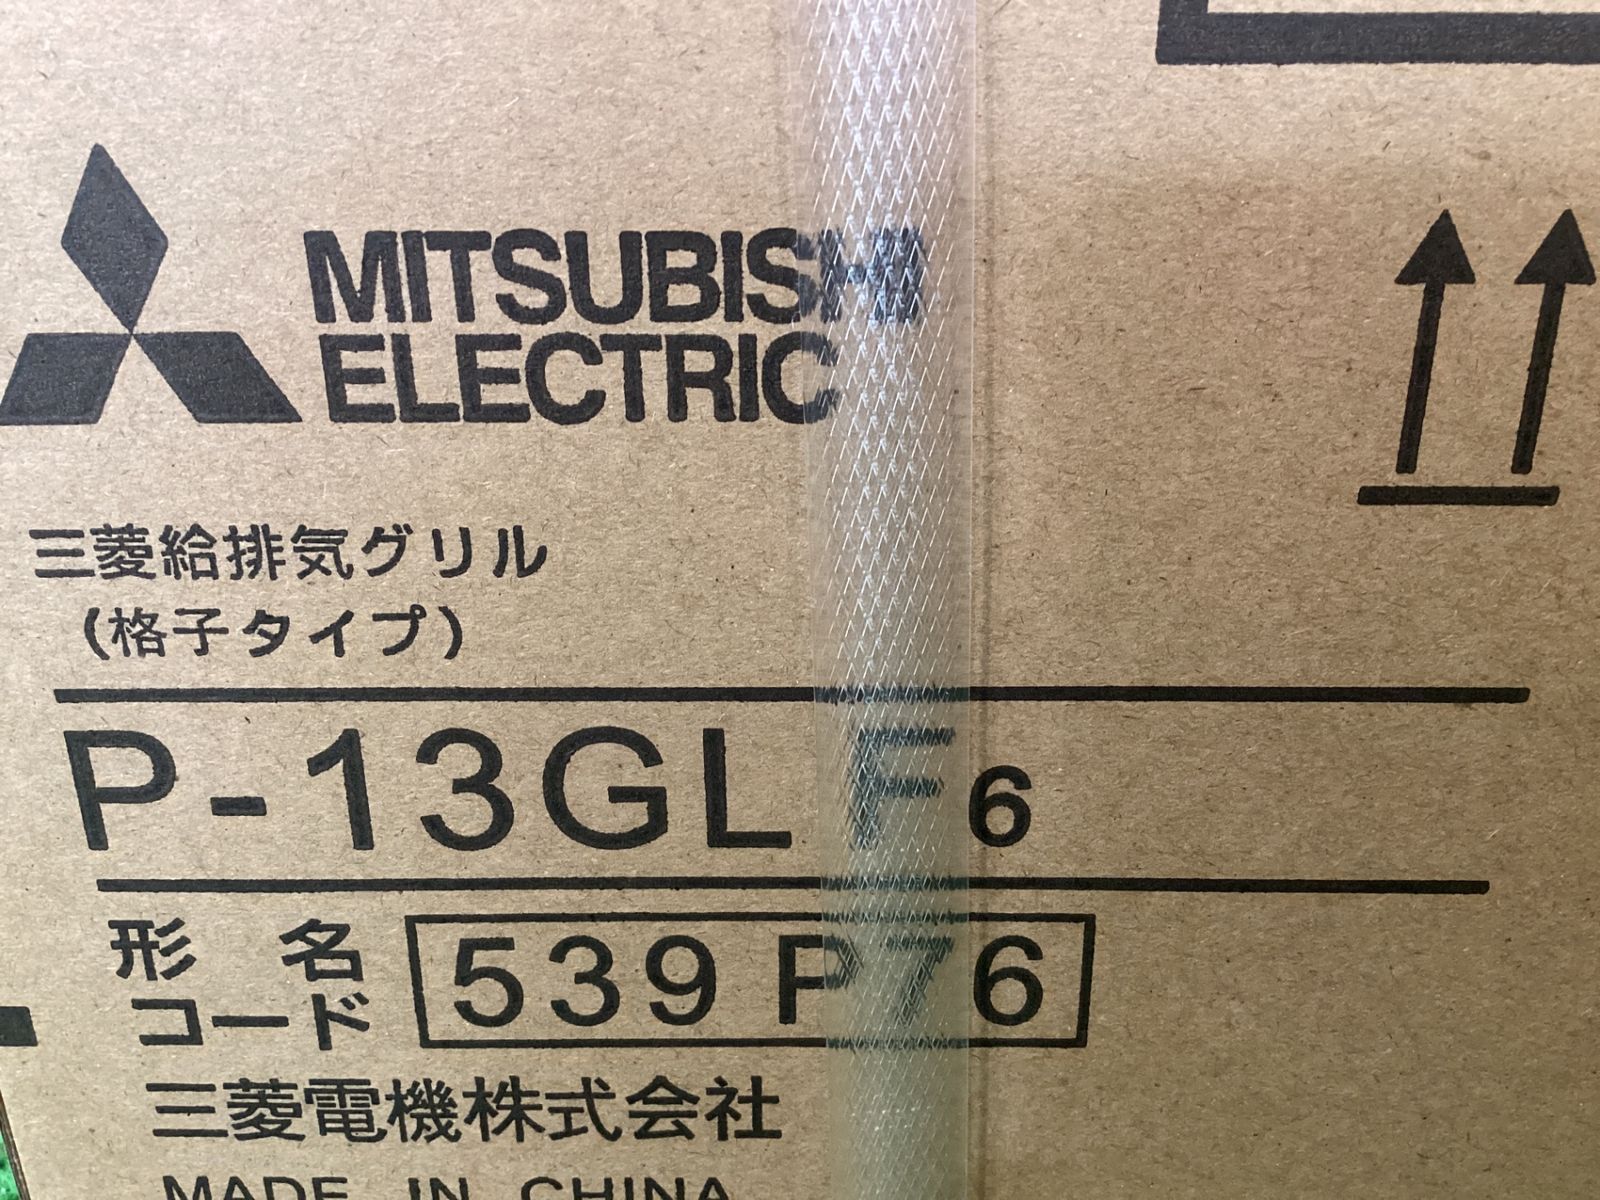 MITSUBISHI
ELECTRIC
三菱給排気グリル
(格子タイプ)
P-13GLF6
形名
コード
539P76
三菱電機株式会社
MADE IN CHINA